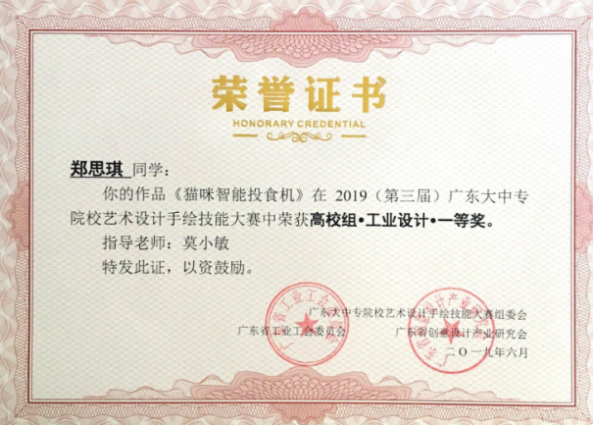 荣誉证书
HONORARY CREDENTIAL
郑思琪 同学：
你的作品《猫咪智能投食机》在 2019（第三届）广东大中专
院校艺术设计手绘技能大赛中荣获高校组•工业设计•一等奖。
指导老师：莫小敏
特发此证，以资鼓励。
广东大中专院校艺术设计手绘技能大赛组委会
广东省工业工会委员会 广东省创意设计产业研究会
二〇一九年六月